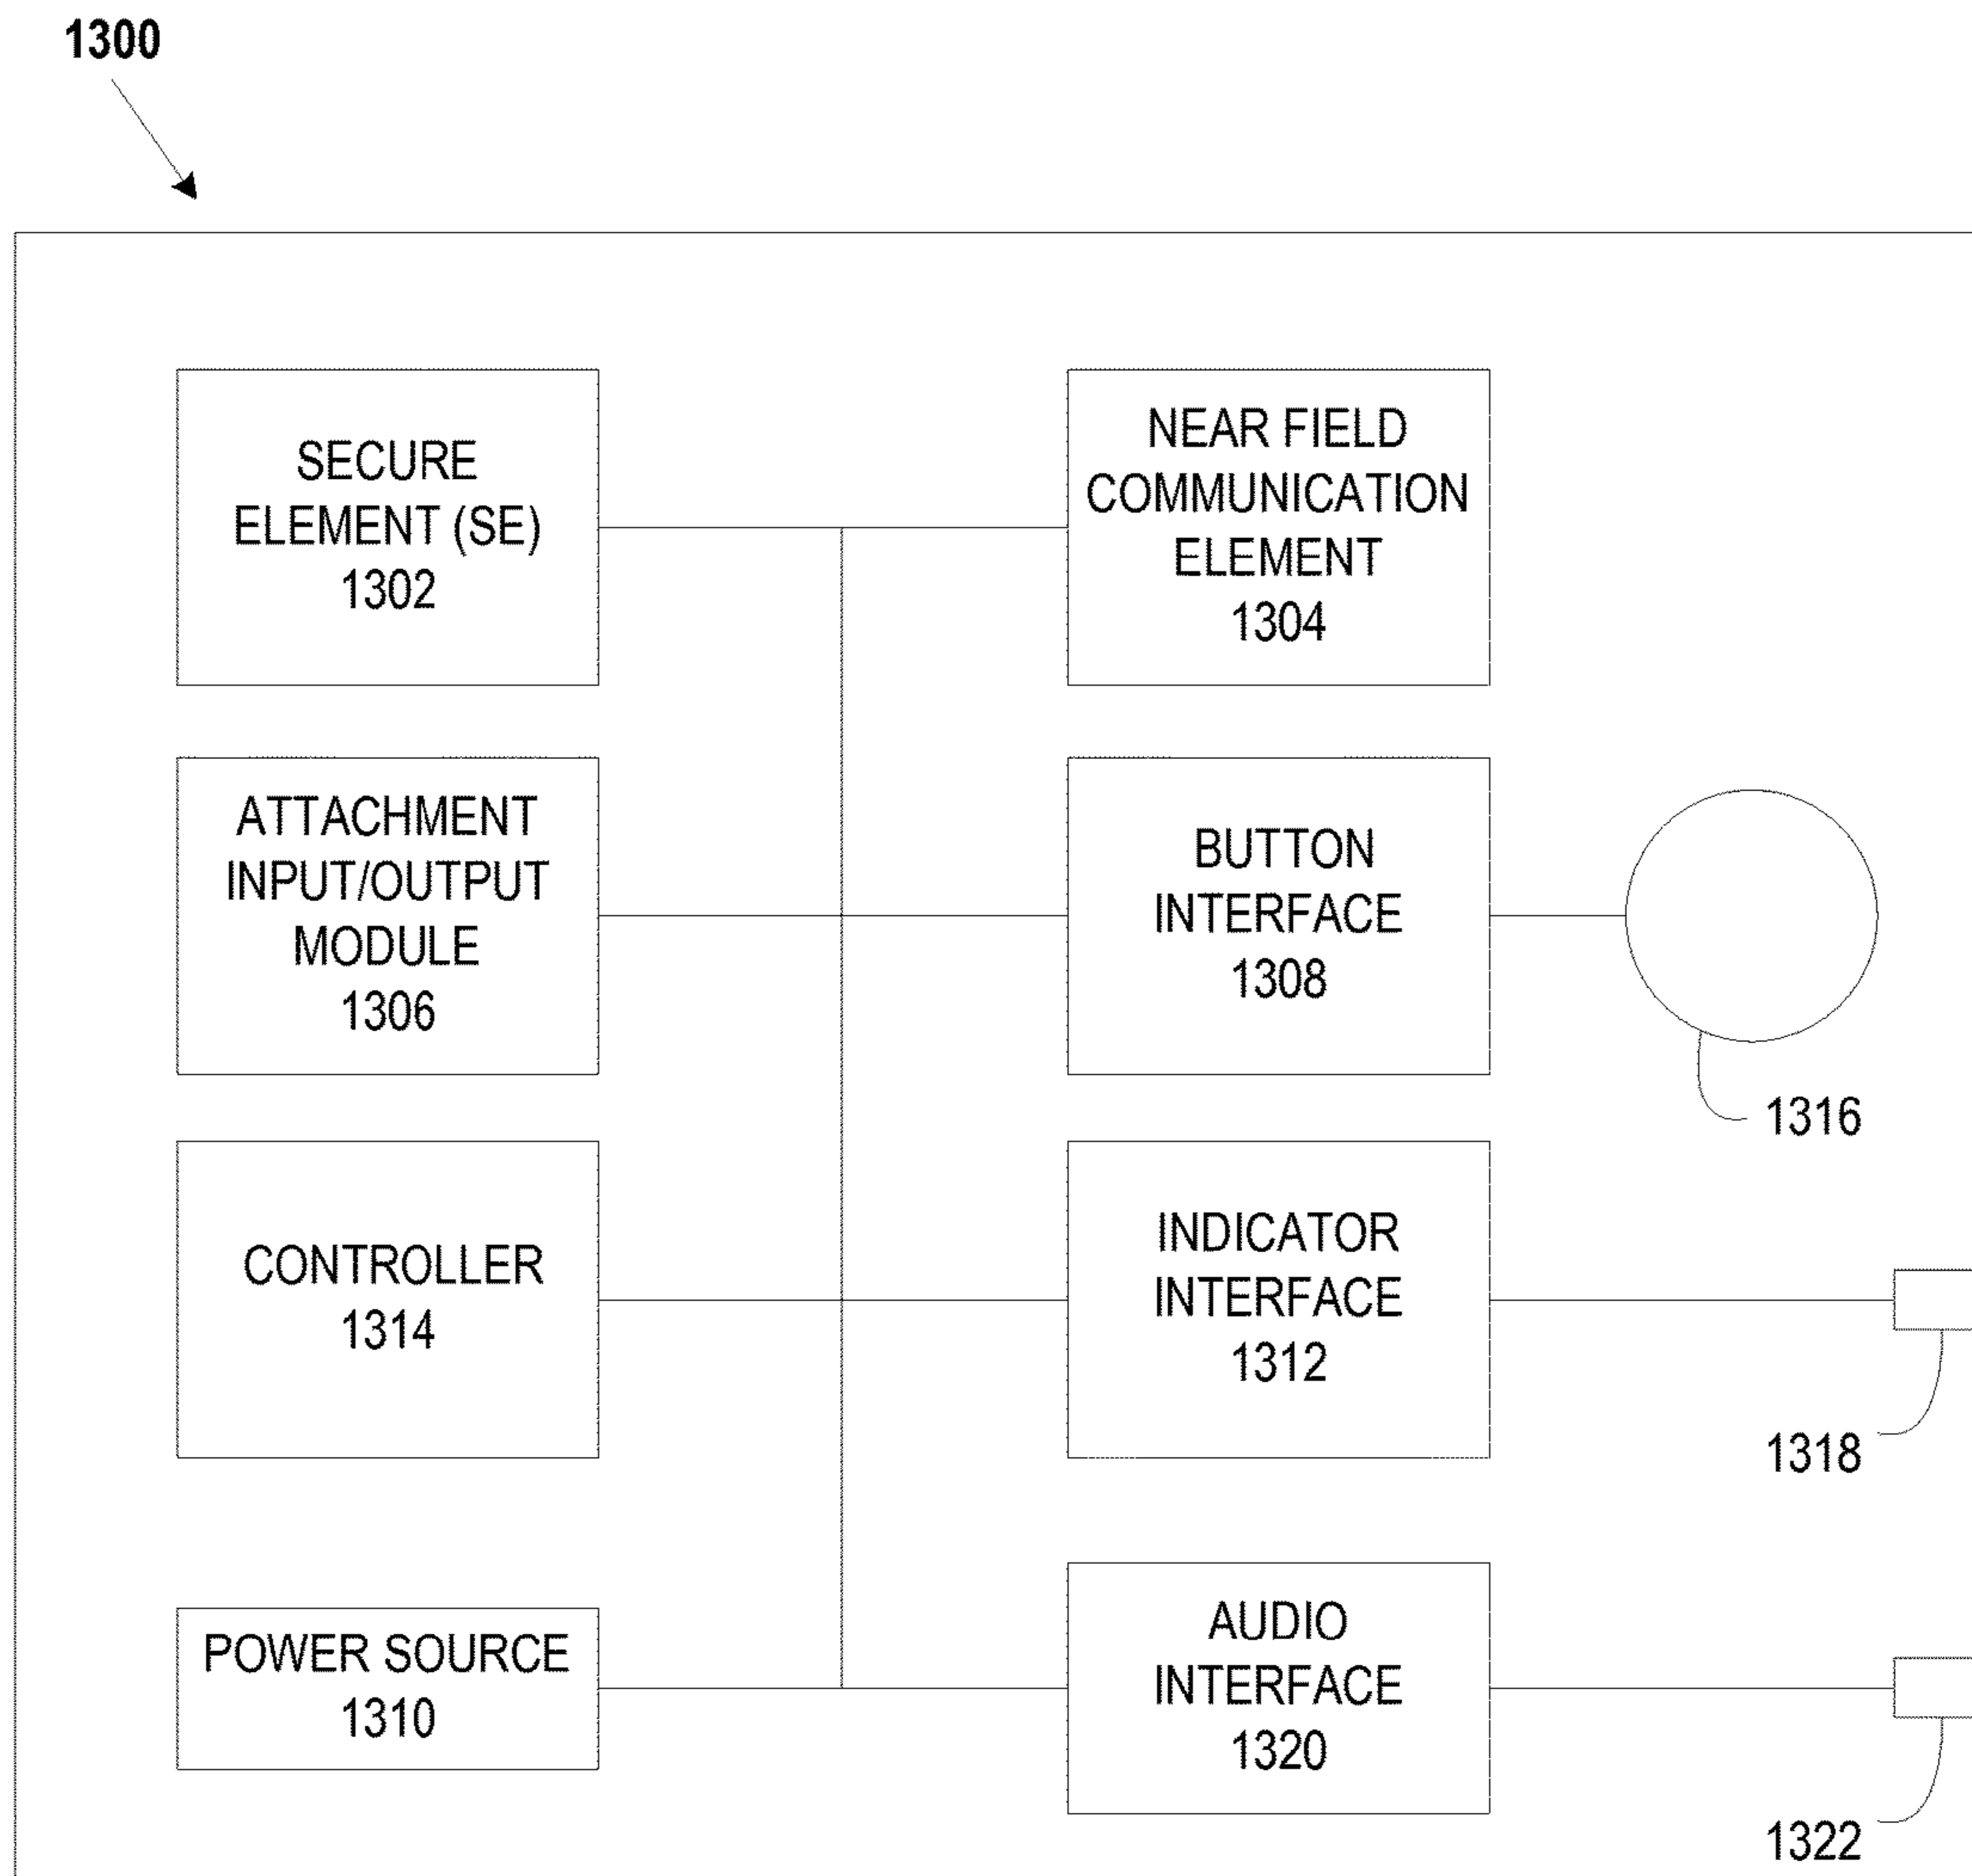 1300
SECURE
ELEMENT (SE)
1302
NEAR FIELD
COMMUNICATION
ELEMENT
1304
ATTACHMENT
INPUT/OUTPUT
MODULE
1306
BUTTON
INTERFACE
1308
1316
CONTROLLER
1314
INDICATOR
INTERFACE
1312
1318
POWER SOURCE
1310
AUDIO
INTERFACE
1320
1322